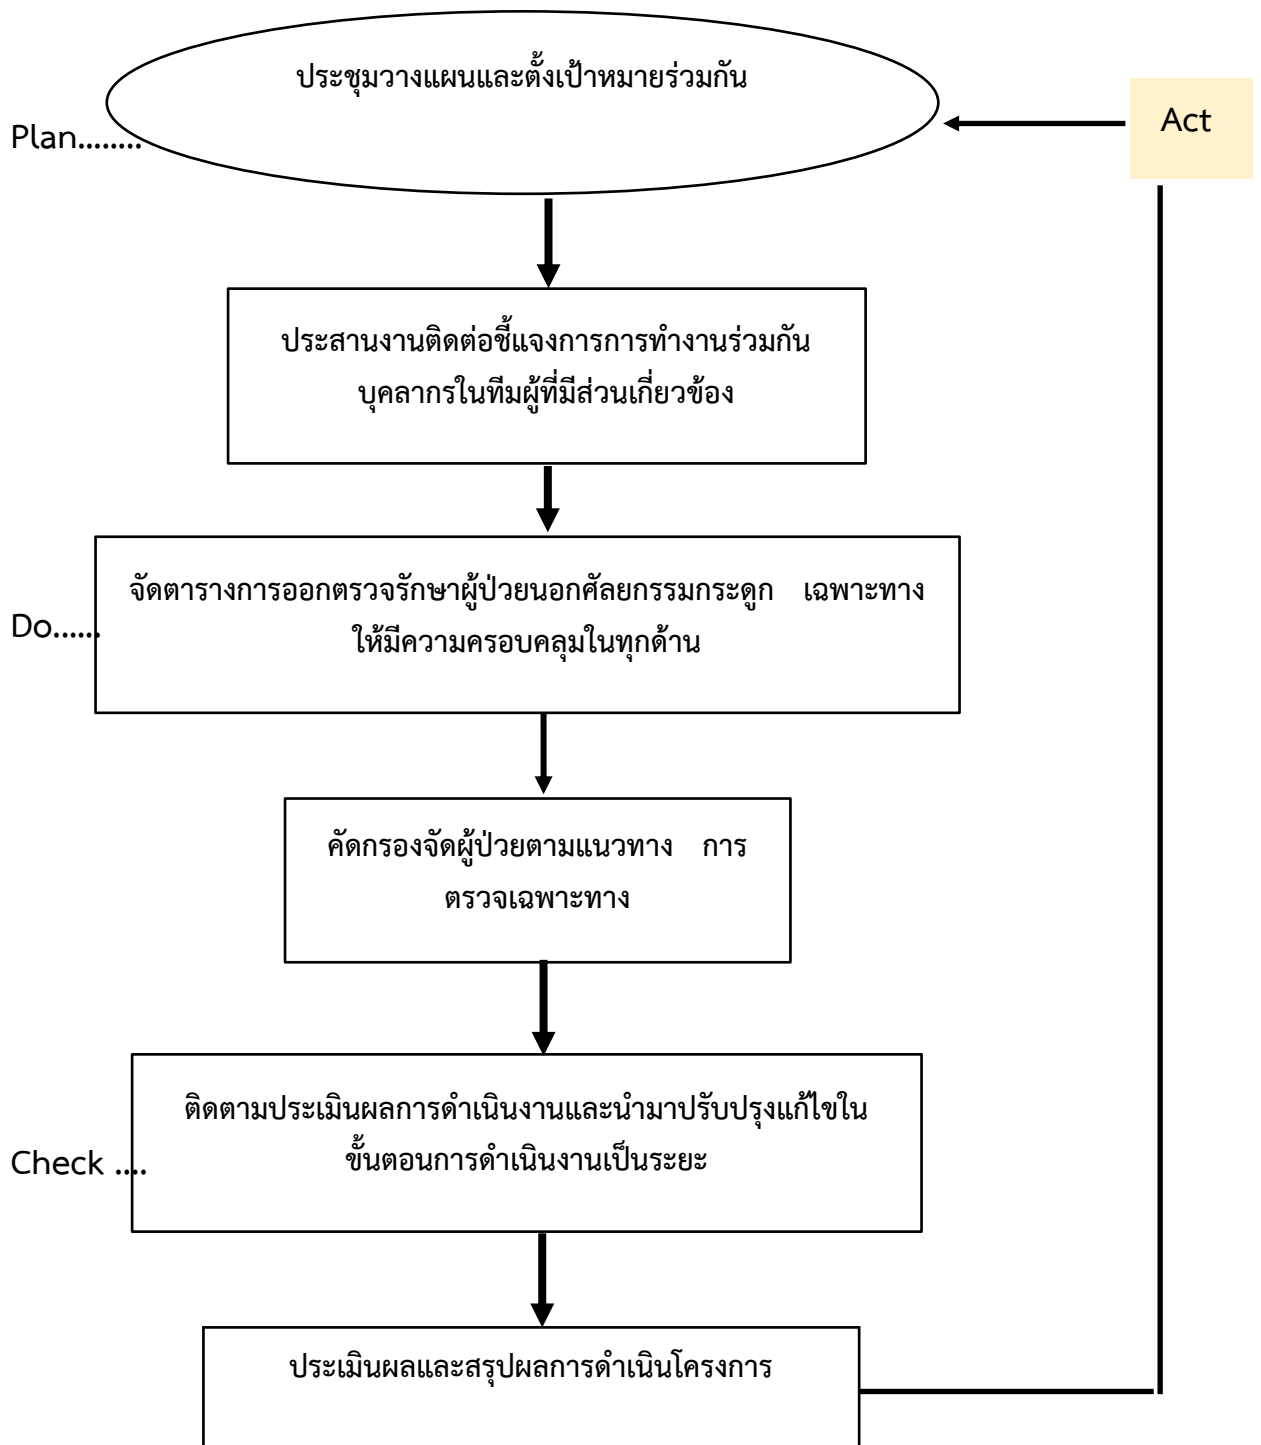 ประชุมวางแผนและตั้งเป้าหมายร่วมกัน
Act
Plan........
ประสานงานติดต่อชี้แจงการการทำงานร่วมกัน
บุคลากรในทีมผู้ที่มีส่วนเกี่ยวข้อง
จัดตารางการออกตรวจรักษาผู้ป่วยนอกศัลยกรรมกระดูก เฉพาะทาง
Do......
ให้มีความครอบคลุมในทุกด้าน
คัดกรองจัดผู้ป่วยตามแนวทาง การ
ตรวจเฉพาะทาง
ติดตามประเมินผลการดำเนินงานและนำมาปรับปรุงแก้ไขใน
ขั้นตอนการดำเนินงานเป็นระยะ
Check ....
ประเมินผลและสรุปผลการดำเนินโครงการ